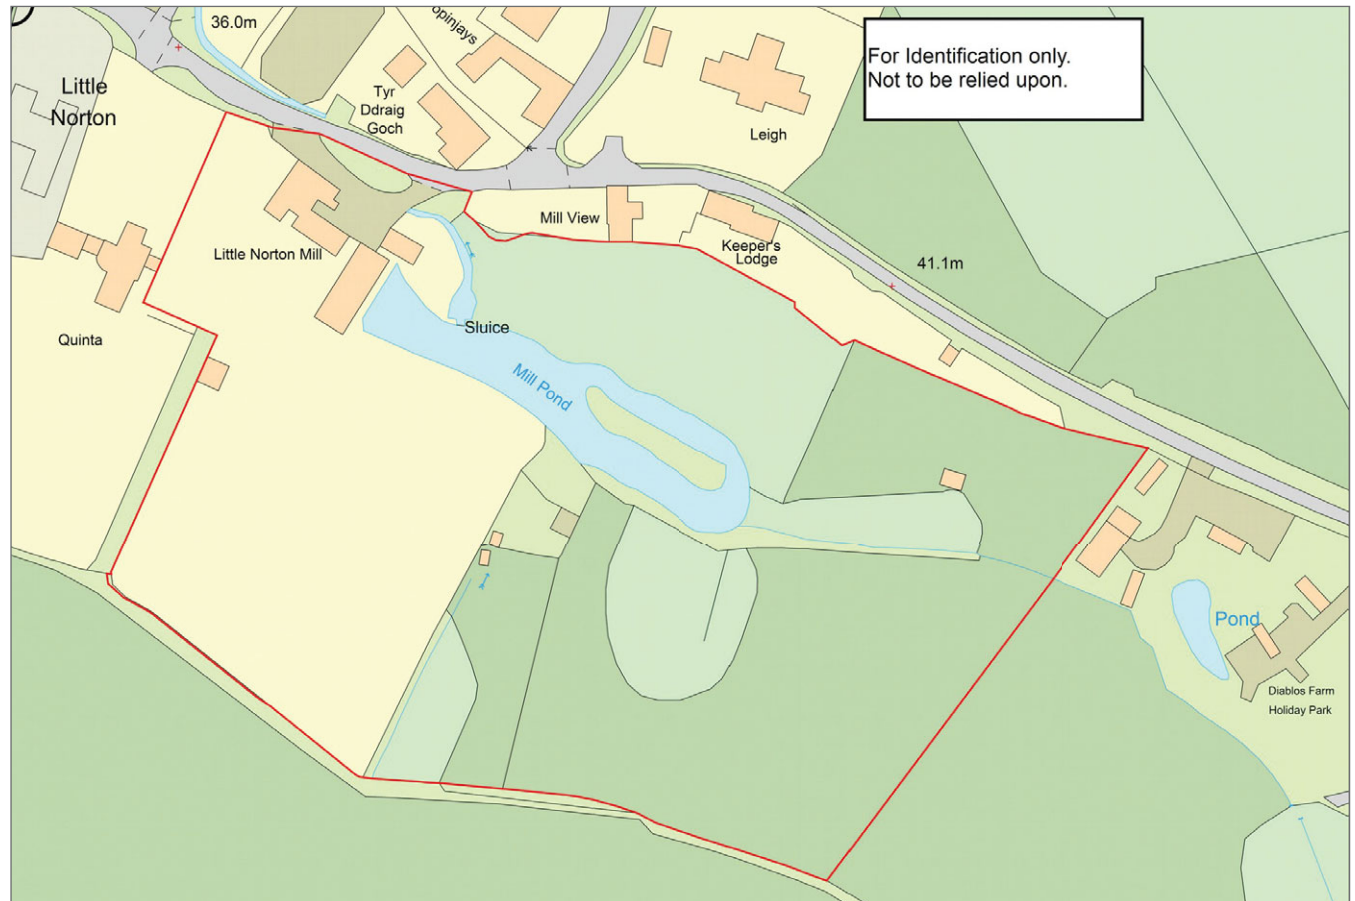 36.0m
opinjays
For Identification only.
Not to be relied upon.
Little
Norton
Tyr
Ddraig
Goch
Leigh
Mill View
Keeper's
Lodge
Little Norton Mill
41.1m
Quinta
Sluice
Mill Pond
Pond
Diablos Farm
Holiday Park